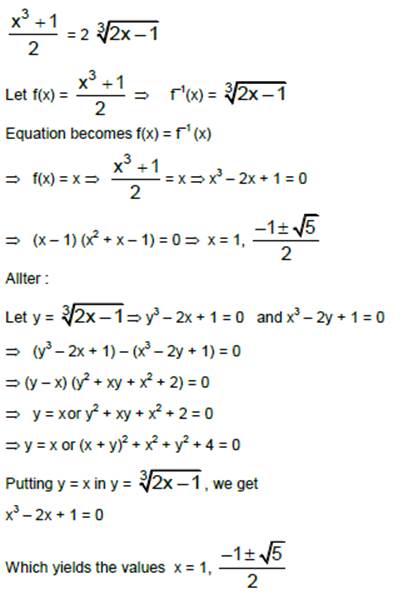 x³ + 1 / 2 = 2 ∛2x – 1
Let f(x) = x³ + 1 / 2 ⇒ f⁻¹(x) = ∛2x – 1
Equation becomes f(x) = f⁻¹ (x)
⇒ f(x) = x ⇒ x³ + 1 / 2 = x ⇒ x³ – 2x + 1 = 0
⇒ (x – 1) (x² + x – 1) = 0 ⇒ x = 1, –1 ± √5 / 2
Allter :
Let y = ∛2x – 1 ⇒ y³ – 2x + 1 = 0 and x³ – 2y + 1 = 0
⇒ (y³ – 2x + 1) – (x³ – 2y + 1) = 0
⇒ (y – x) (y² + xy + x² + 2) = 0
⇒ y = x or y² + xy + x² + 2 = 0
⇒ y = x or (x + y)² + x² + y² + 4 = 0
Putting y = x in y = ∛2x – 1 , we get
x³ – 2x + 1 = 0
Which yields the values x = 1, –1 ± √5 / 2